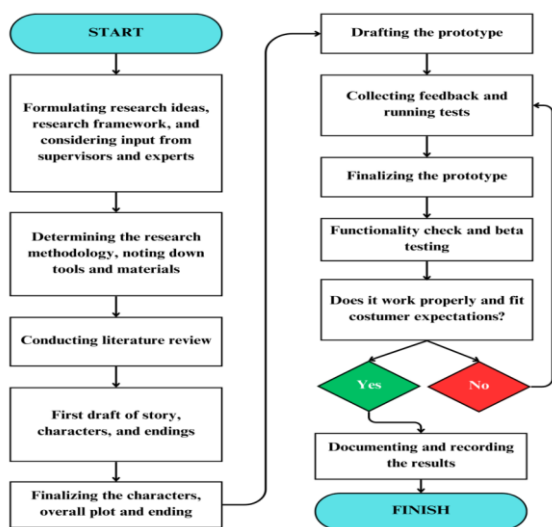 START
Formulating research ideas,
research framework, and
considering input from
supervisors and experts
Determining the research
methodology, noting down
tools and materials
Conducting literature review
First draft of story,
characters, and endings
Finalizing the characters,
overall plot and ending
Drafting the prototype
Collecting feedback and
running tests
Finalizing the prototype
Functionality check and beta
testing
Does it work properly and fit
costumer expectations?
Yes
No
Documenting and recording
the results
FINISH